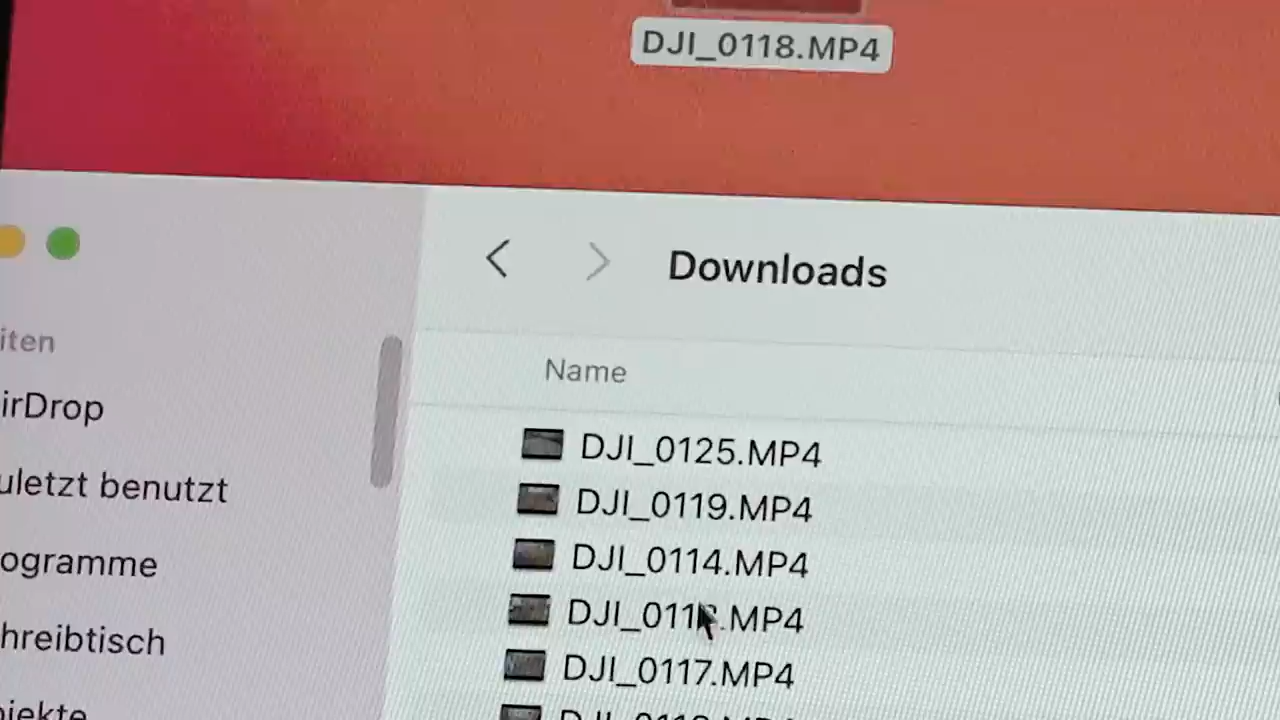 DJI_0118.MP4
Downloads
iten
Name
irDrop
DJI_0125.MP4
uletzt benutzt
DJI_0119.MP4
ogramme
DJI_0114.MP4
hreibtisch
DJI_0117.MP4